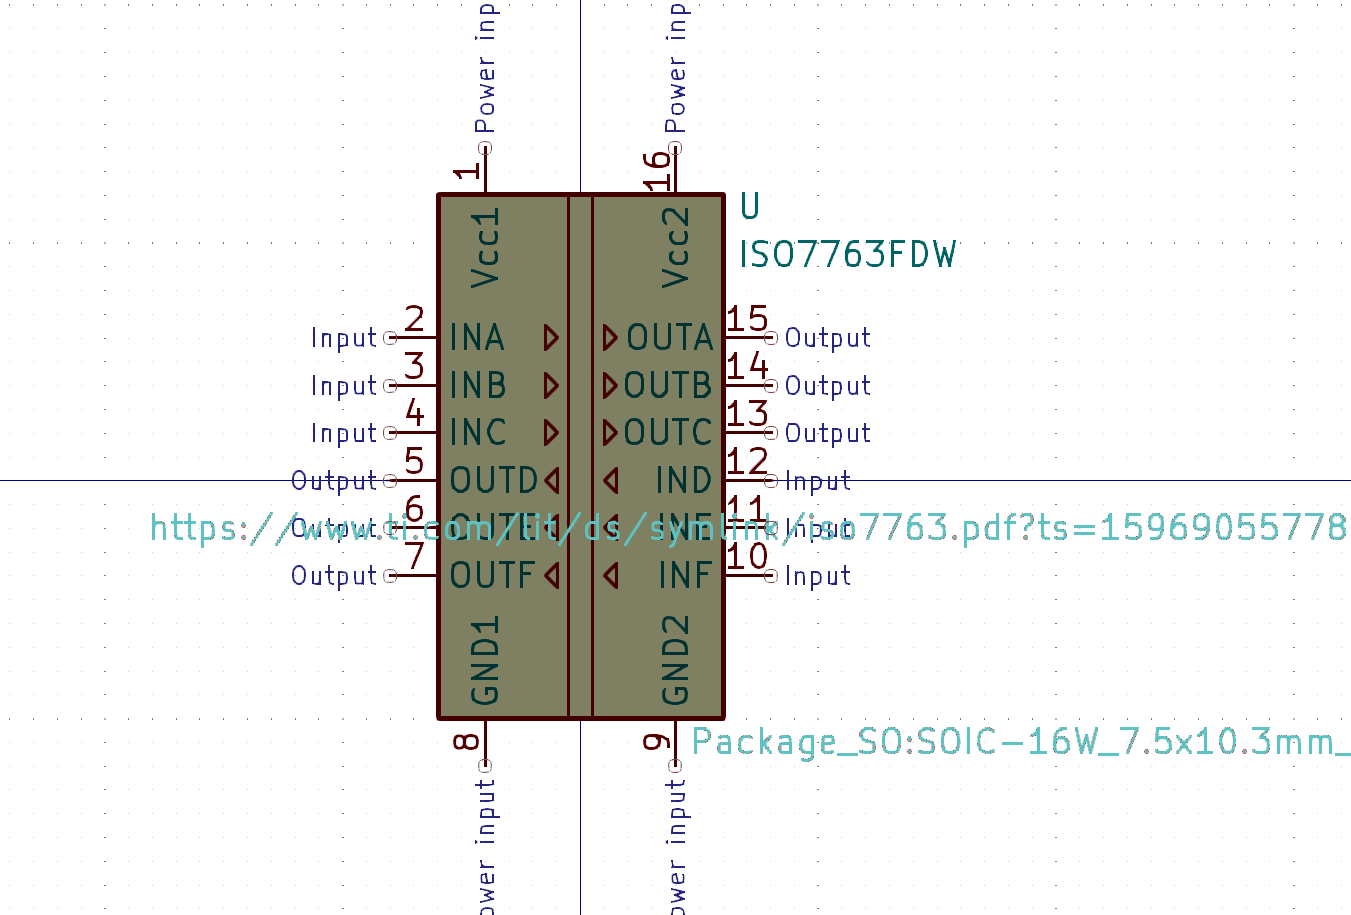 Power inp
Power inp
1
16
Vcc1
Vcc2
U
ISO7763FDW
Input 2 INA OUTA 15 Output
Input 3 INB OUTB 14 Output
Input 4 INC OUTC 13 Output
Output 5 OUTD IND 12 Input
Output 6 OUTE INE 11 Input
https://www.ti.com/lit/ds/symlink/iso7763.pdf?ts=15969055778
Output 7 OUTF INF 10 Input
GND1
GND2
8
9
Package_SO:SOIC-16W_7.5x10.3mm_
ower input
ower input